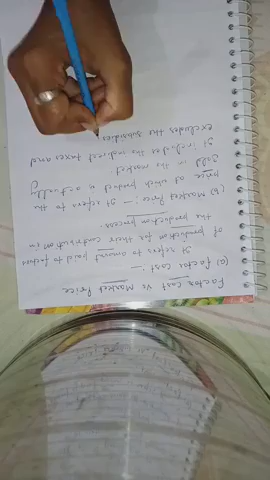 Factor Cost Vs Market Price
(a) Factor Cost :—
It refers to amount paid to factors
of production for their contribution in
the production process.
(b) Market Price :— It refers to the
price at which product is actually
sold in the market.
It includes the indirect taxes and
excludes the subsidies